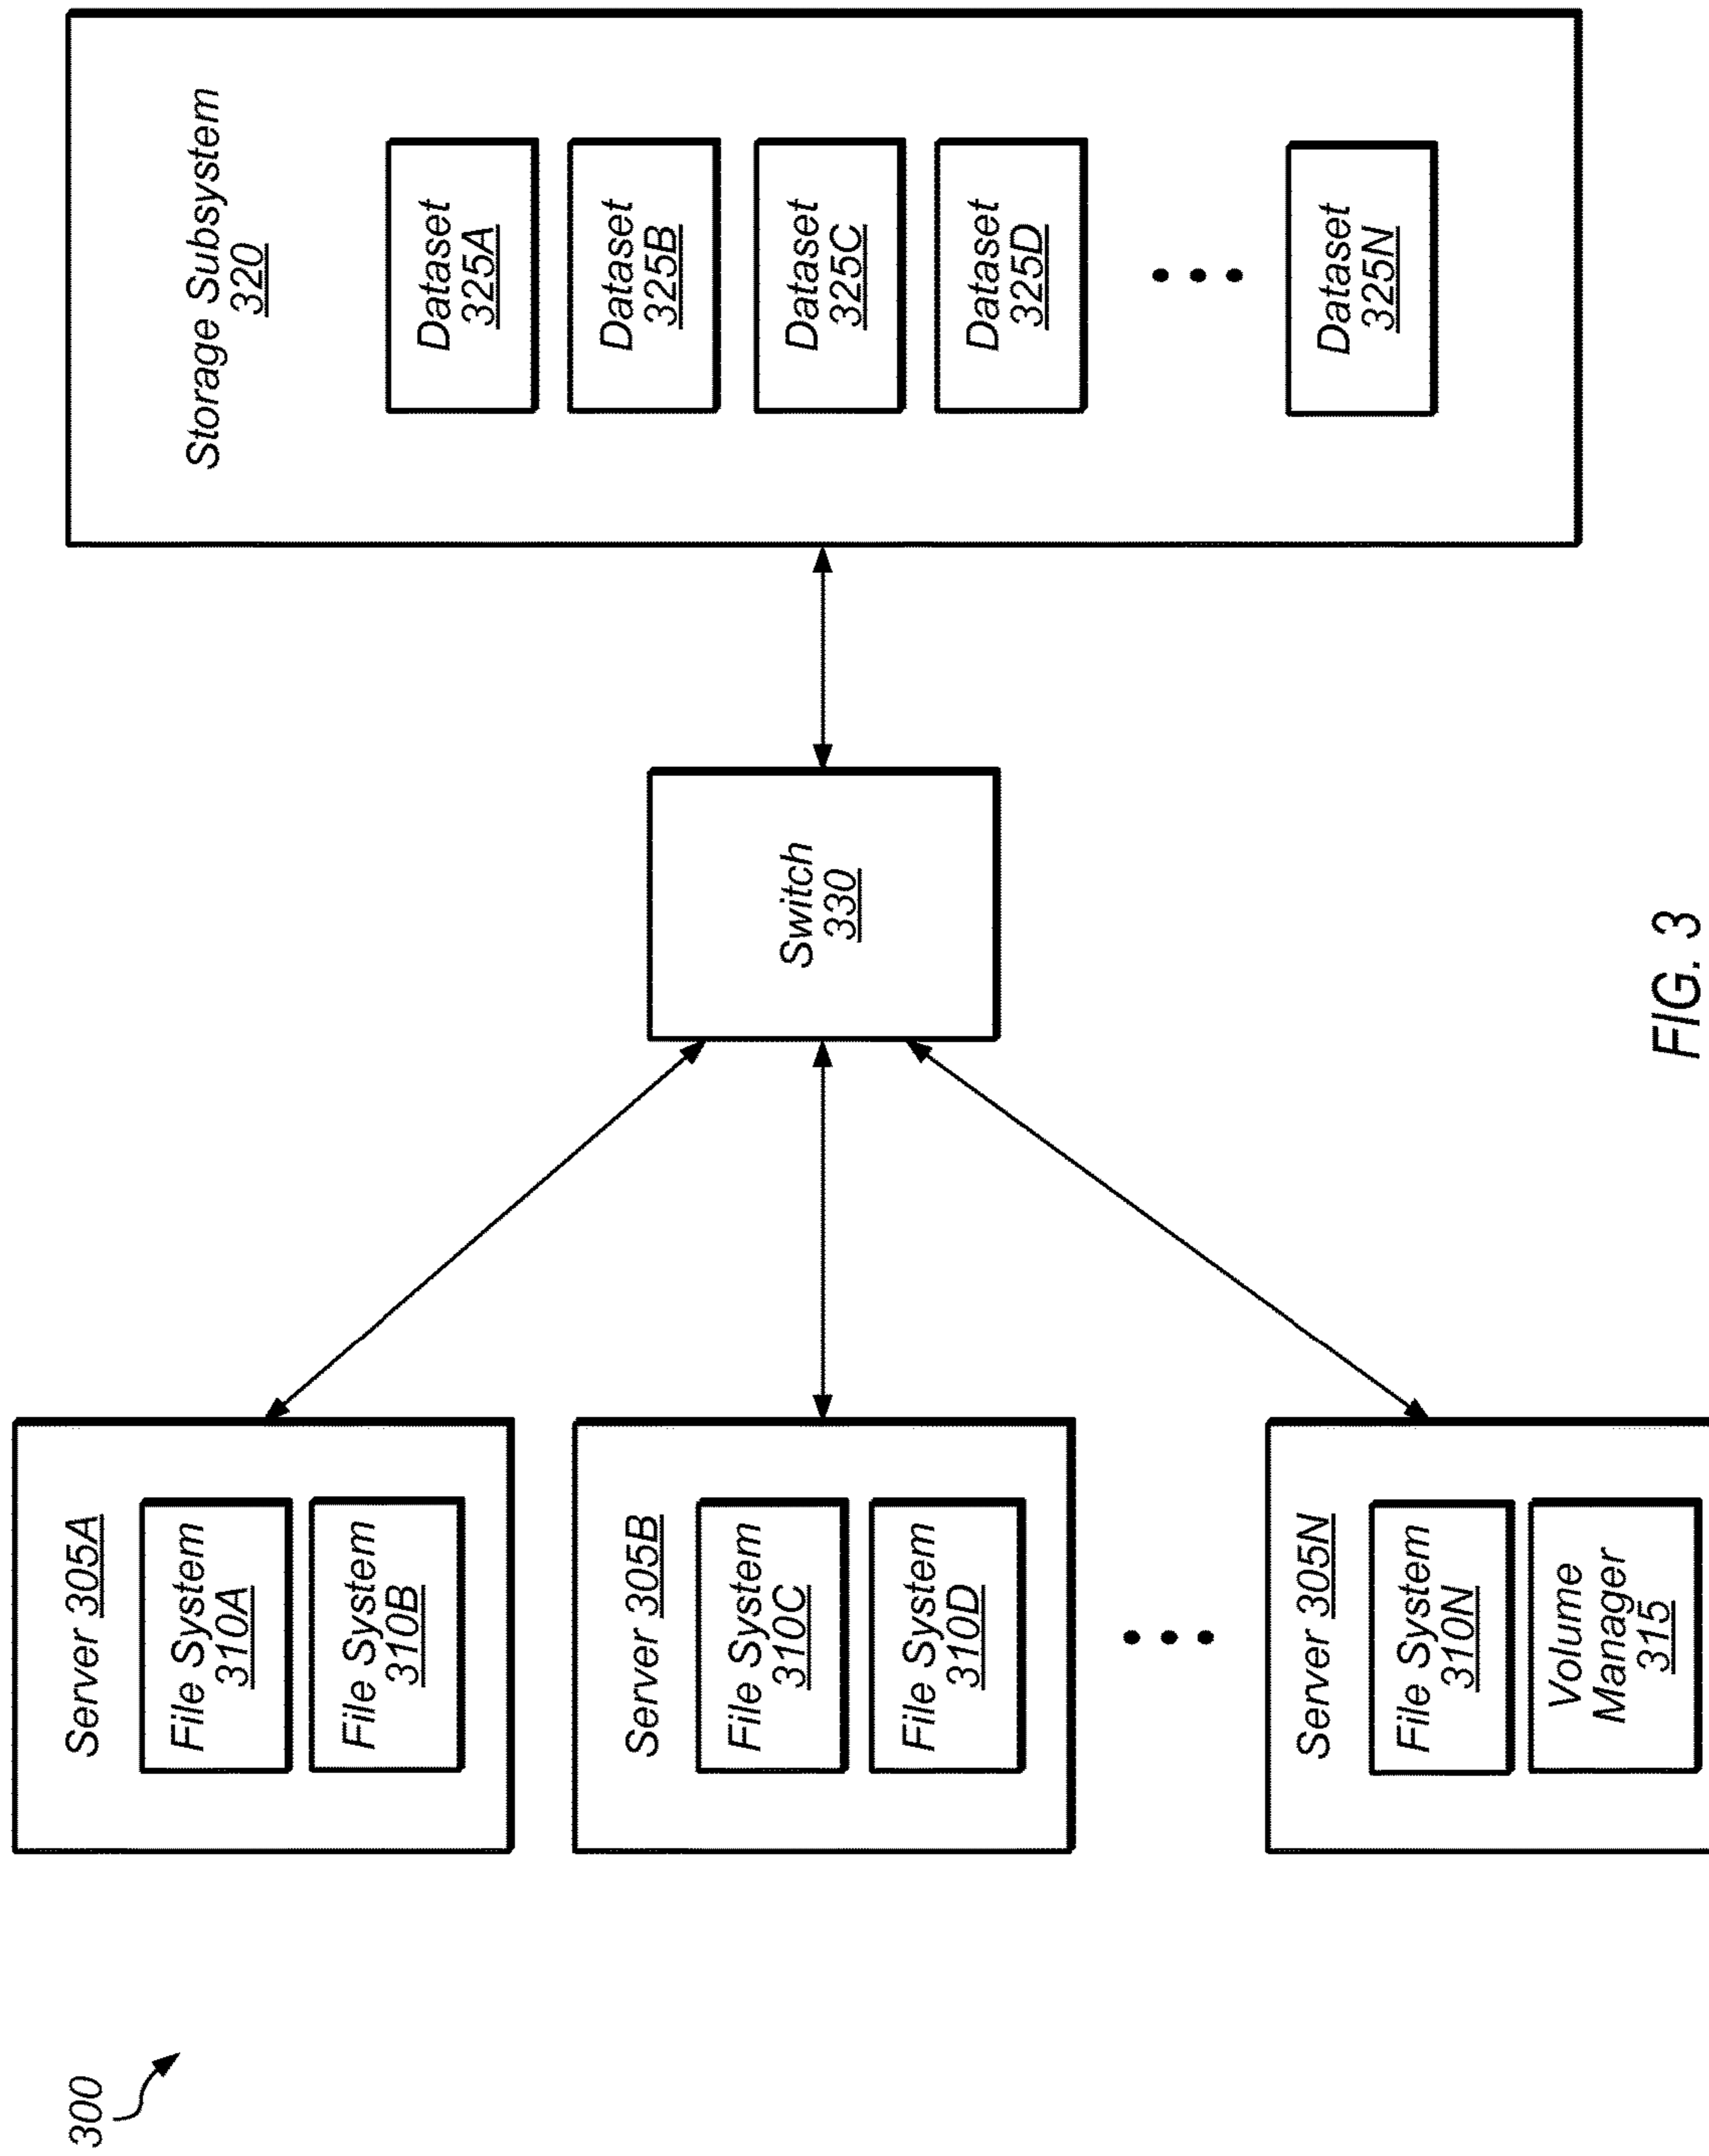 300
Server 305A
File System
310A
File System
310B
Server 305B
File System
310C
File System
310D
Server 305N
File System
310N
Volume
Manager
315
Switch
330
Storage Subsystem
320
Dataset
325A
Dataset
325B
Dataset
325C
Dataset
325D
Dataset
325N
FIG. 3